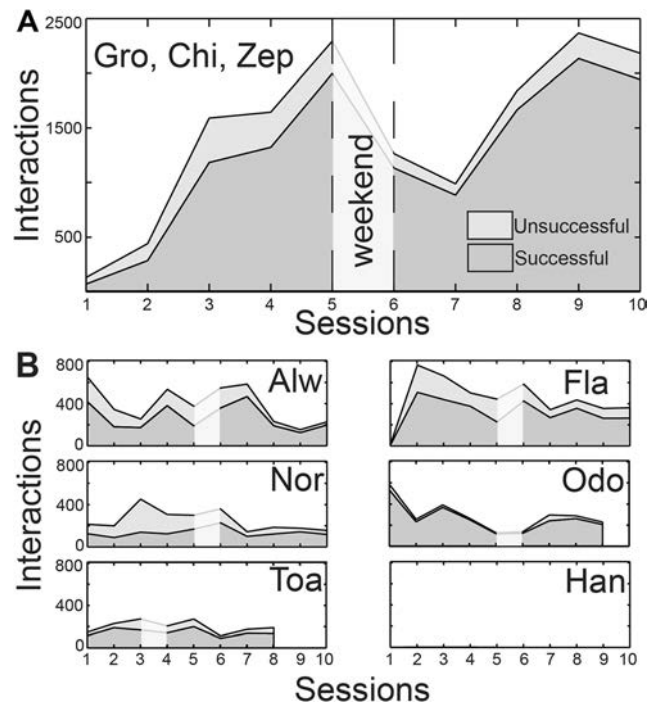 A
Gro, Chi, Zep
Interactions
2500
1500
500
weekend
Unsuccessful
Successful
1 2 3 4 5 6 7 8 9 10
Sessions
B
Interactions
800
400
0
Alw
Fla
800
400
0
Nor
Odo
800
400
0
Toa
Han
1 2 3 4 5 6 7 8 9 10
1 2 3 4 5 6 7 8 9 10
Sessions
Sessions